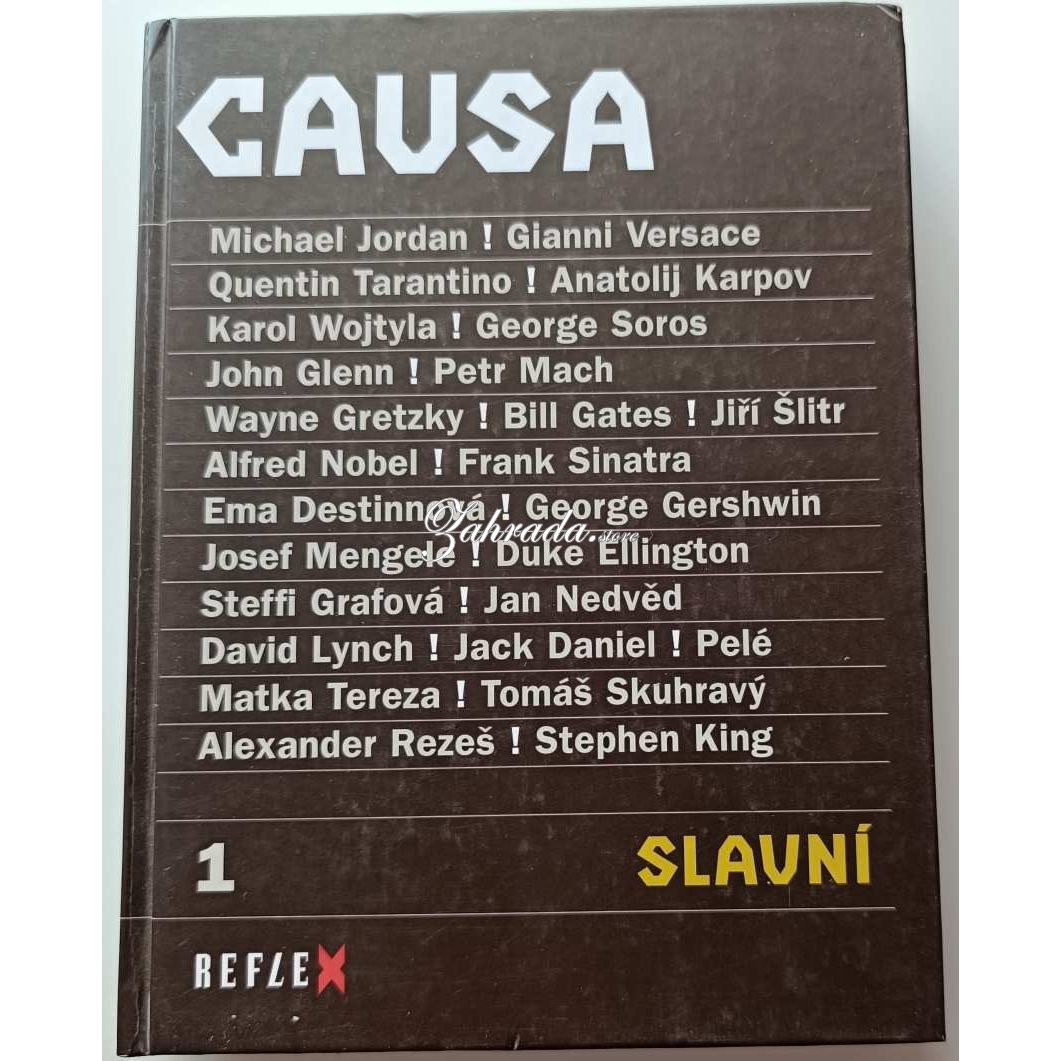 CAUSA
Michael Jordan ! Gianni Versace
Quentin Tarantino ! Anatolij Karpov
Karol Wojtyla ! George Soros
John Glenn ! Petr Mach
Wayne Gretzky ! Bill Gates ! Jiří Šlitr
Alfred Nobel ! Frank Sinatra
Ema Destinnová ! George Gershwin
Zahrada.store
Josef Mengele ! Duke Ellington
Steffi Grafová ! Jan Nedvěd
David Lynch ! Jack Daniel ! Pelé
Matka Tereza ! Tomáš Skuhravý
Alexander Rezeš ! Stephen King
1 SLAVNÍ
REFLEX